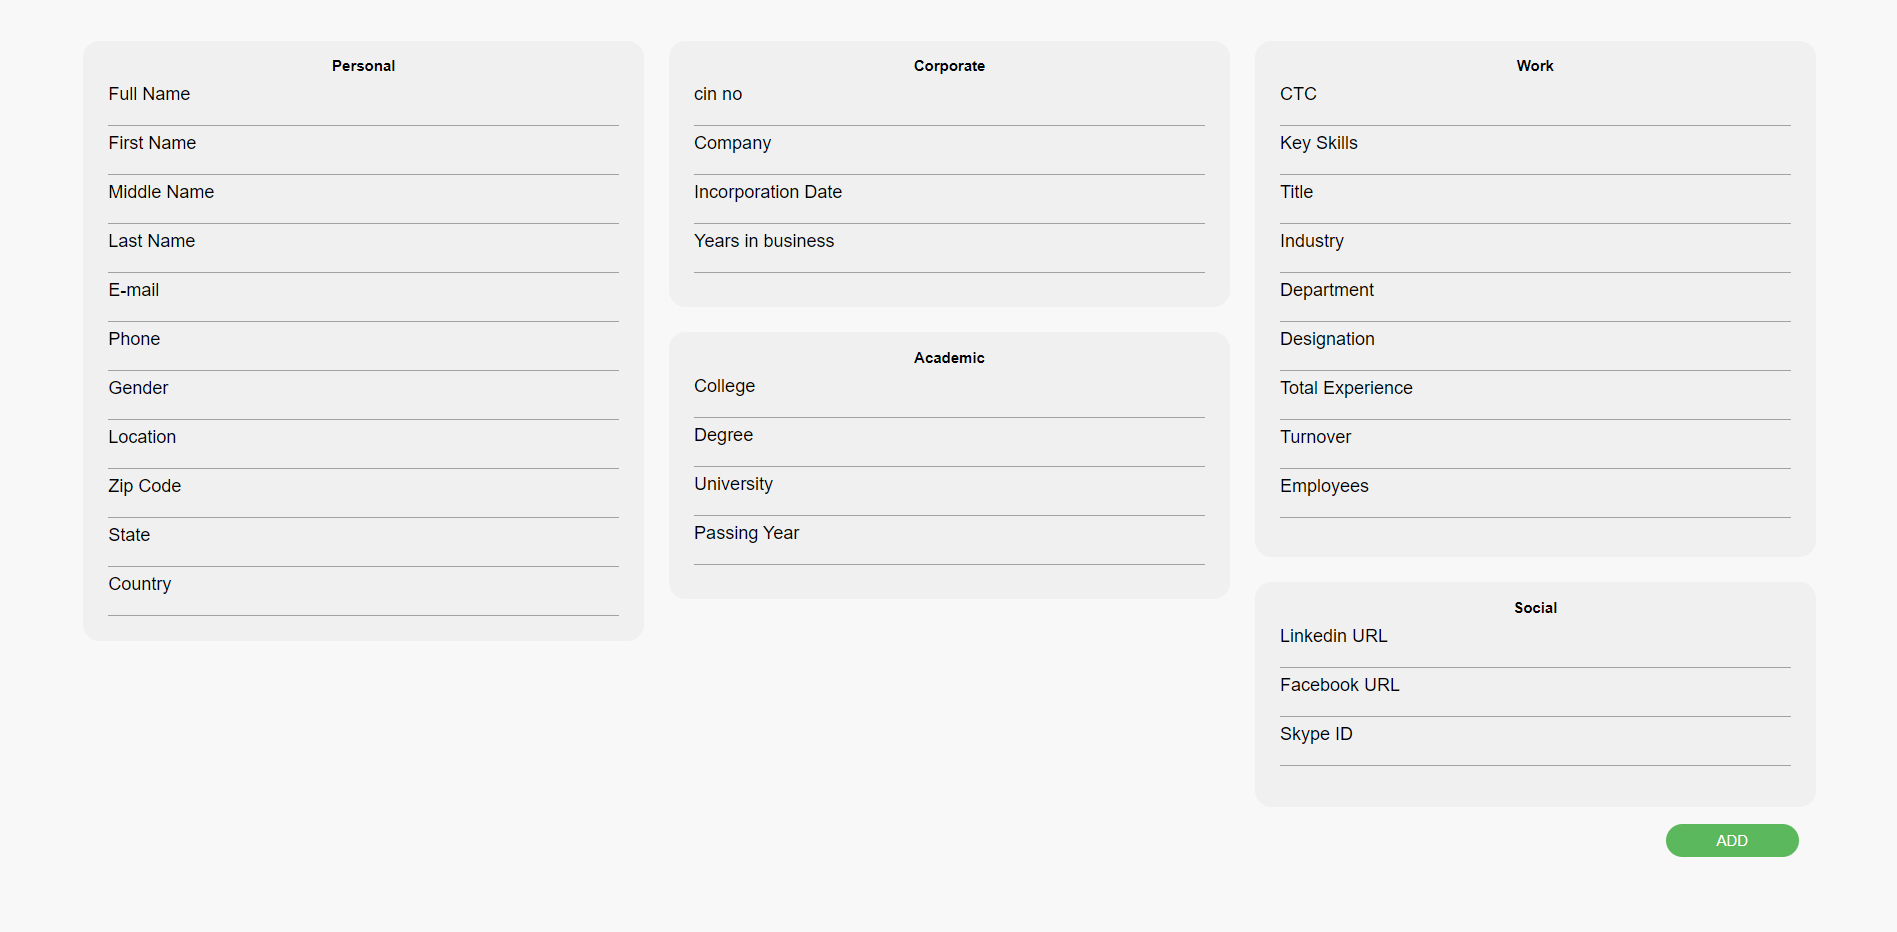 Personal
Full Name
First Name
Middle Name
Last Name
E-mail
Phone
Gender
Location
Zip Code
State
Country
Corporate
cin no
Company
Incorporation Date
Years in business
Academic
College
Degree
University
Passing Year
Work
CTC
Key Skills
Title
Industry
Department
Designation
Total Experience
Turnover
Employees
Social
Linkedin URL
Facebook URL
Skype ID
ADD